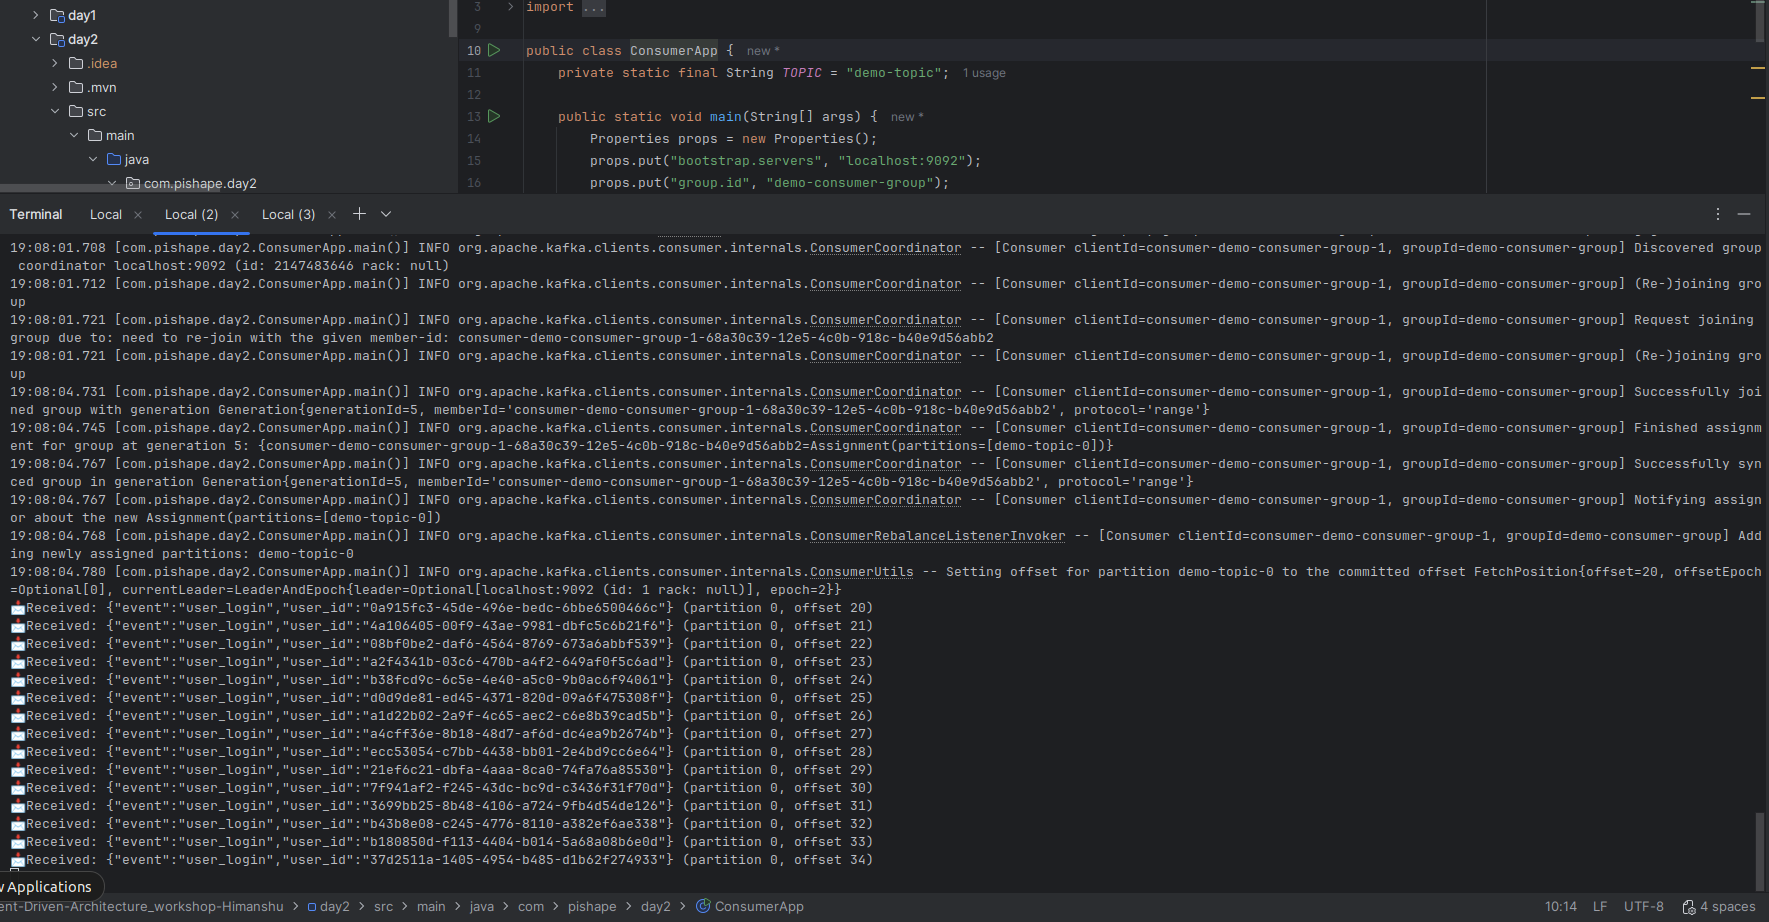 day1
day2
.idea
.mvn
src
main
java
com.pishape.day2
3 import ...
9
10 public class ConsumerApp { new *
11 private static final String TOPIC = "demo-topic"; 1 usage
12
13 public static void main(String[] args) { new *
14 Properties props = new Properties();
15 props.put("bootstrap.servers", "localhost:9092");
16 props.put("group.id", "demo-consumer-group");
Terminal Local × Local (2) × Local (3) ×
19:08:01.708 [com.pishape.day2.ConsumerApp.main()] INFO org.apache.kafka.clients.consumer.internals.ConsumerCoordinator -- [Consumer clientId=consumer-demo-consumer-group-1, groupId=demo-consumer-group] Discovered group
coordinator localhost:9092 (id: 2147483646 rack: null)
19:08:01.712 [com.pishape.day2.ConsumerApp.main()] INFO org.apache.kafka.clients.consumer.internals.ConsumerCoordinator -- [Consumer clientId=consumer-demo-consumer-group-1, groupId=demo-consumer-group] (Re-)joining gro
up
19:08:01.721 [com.pishape.day2.ConsumerApp.main()] INFO org.apache.kafka.clients.consumer.internals.ConsumerCoordinator -- [Consumer clientId=consumer-demo-consumer-group-1, groupId=demo-consumer-group] Request joining
group due to: need to re-join with the given member-id: consumer-demo-consumer-group-1-68a30c39-12e5-4c0b-918c-b40e9d56abb2
19:08:01.721 [com.pishape.day2.ConsumerApp.main()] INFO org.apache.kafka.clients.consumer.internals.ConsumerCoordinator -- [Consumer clientId=consumer-demo-consumer-group-1, groupId=demo-consumer-group] (Re-)joining gro
up
19:08:04.731 [com.pishape.day2.ConsumerApp.main()] INFO org.apache.kafka.clients.consumer.internals.ConsumerCoordinator -- [Consumer clientId=consumer-demo-consumer-group-1, groupId=demo-consumer-group] Successfully joi
ned group with generation Generation{generationId=5, memberId='consumer-demo-consumer-group-1-68a30c39-12e5-4c0b-918c-b40e9d56abb2', protocol='range'}
19:08:04.745 [com.pishape.day2.ConsumerApp.main()] INFO org.apache.kafka.clients.consumer.internals.ConsumerCoordinator -- [Consumer clientId=consumer-demo-consumer-group-1, groupId=demo-consumer-group] Finished assignm
ent for group at generation 5: {consumer-demo-consumer-group-1-68a30c39-12e5-4c0b-918c-b40e9d56abb2=Assignment(partitions=[demo-topic-0])}
19:08:04.767 [com.pishape.day2.ConsumerApp.main()] INFO org.apache.kafka.clients.consumer.internals.ConsumerCoordinator -- [Consumer clientId=consumer-demo-consumer-group-1, groupId=demo-consumer-group] Successfully syn
ced group in generation Generation{generationId=5, memberId='consumer-demo-consumer-group-1-68a30c39-12e5-4c0b-918c-b40e9d56abb2', protocol='range'}
19:08:04.767 [com.pishape.day2.ConsumerApp.main()] INFO org.apache.kafka.clients.consumer.internals.ConsumerCoordinator -- [Consumer clientId=consumer-demo-consumer-group-1, groupId=demo-consumer-group] Notifying assign
or about the new Assignment(partitions=[demo-topic-0])
19:08:04.768 [com.pishape.day2.ConsumerApp.main()] INFO org.apache.kafka.clients.consumer.internals.ConsumerRebalanceListenerInvoker -- [Consumer clientId=consumer-demo-consumer-group-1, groupId=demo-consumer-group] Add
ing newly assigned partitions: demo-topic-0
19:08:04.780 [com.pishape.day2.ConsumerApp.main()] INFO org.apache.kafka.clients.consumer.internals.ConsumerUtils -- Setting offset for partition demo-topic-0 to the committed offset FetchPosition{offset=20, offsetEpoch
=Optional[0], currentLeader=LeaderAndEpoch{leader=Optional[localhost:9092 (id: 1 rack: null)], epoch=2}}
📩Received: {"event":"user_login","user_id":"0a915fc3-45de-496e-bedc-6bbe6500466c"} (partition 0, offset 20)
📩Received: {"event":"user_login","user_id":"4a106405-00f9-43ae-9981-dbfc5c6b21f6"} (partition 0, offset 21)
📩Received: {"event":"user_login","user_id":"08bf0be2-daf6-4564-8769-673a6abbf539"} (partition 0, offset 22)
📩Received: {"event":"user_login","user_id":"a2f4341b-03c6-470b-a4f2-649af0f5c6ad"} (partition 0, offset 23)
📩Received: {"event":"user_login","user_id":"b38fcd9c-6c5e-4e40-a5c0-9b0ac6f94061"} (partition 0, offset 24)
📩Received: {"event":"user_login","user_id":"d0d9de81-ed45-4371-820d-09a6f475308f"} (partition 0, offset 25)
📩Received: {"event":"user_login","user_id":"a1d22b02-2a9f-4c65-aec2-c6e8b39cad5b"} (partition 0, offset 26)
📩Received: {"event":"user_login","user_id":"a4cff36e-8b18-48d7-af6d-dc4ea9b2674b"} (partition 0, offset 27)
📩Received: {"event":"user_login","user_id":"ecc53054-c7bb-4438-bb01-2e4bd9cc6e64"} (partition 0, offset 28)
📩Received: {"event":"user_login","user_id":"21ef6c21-dbfa-4aaa-8ca0-74fa76a85530"} (partition 0, offset 29)
📩Received: {"event":"user_login","user_id":"7f941af2-f245-43dc-bc9d-c3436f31f70d"} (partition 0, offset 30)
📩Received: {"event":"user_login","user_id":"3699bb25-8b48-4106-a724-9fb4d54de126"} (partition 0, offset 31)
📩Received: {"event":"user_login","user_id":"b43b8e08-c245-4776-8110-a382ef6ae338"} (partition 0, offset 32)
📩Received: {"event":"user_login","user_id":"b180850d-f113-4404-b014-5a68a08b6e0d"} (partition 0, offset 33)
📩Received: {"event":"user_login","user_id":"37d2511a-1405-4954-b485-d1b62f274933"} (partition 0, offset 34)
w Applications
ent-Driven-Architecture_workshop-Himanshu > day2 > src > main > java > com > pishape > day2 > ConsumerApp 10:14 LF UTF-8 4 spaces